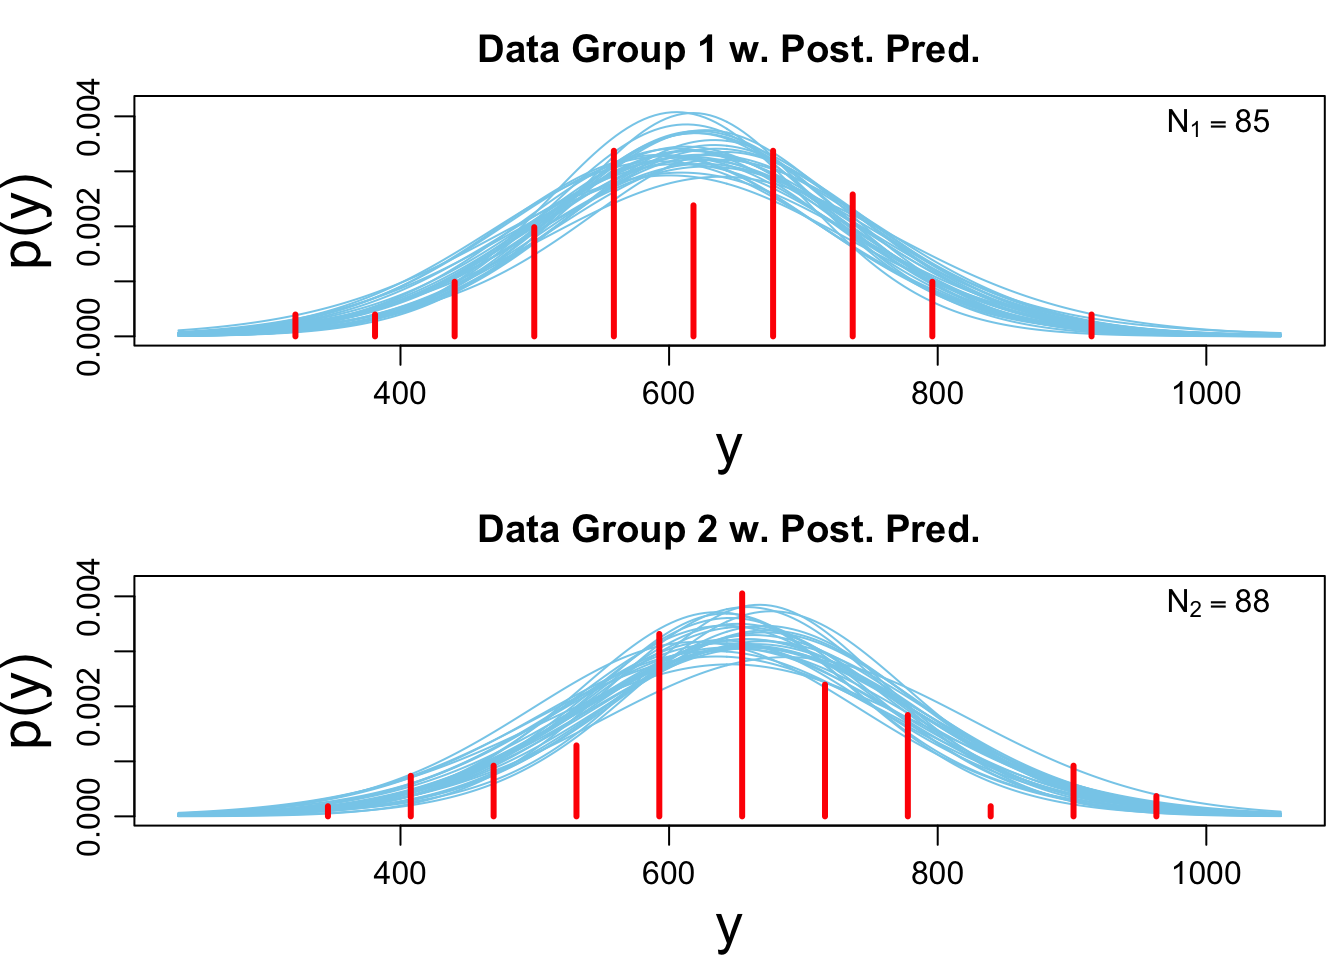 Data Group 1 w. Post. Pred.
N₁ = 85
p(y)
0.004
0.002
0.000
400 600 800 1000
y
Data Group 2 w. Post. Pred.
N₂ = 88
p(y)
0.004
0.002
0.000
400 600 800 1000
y